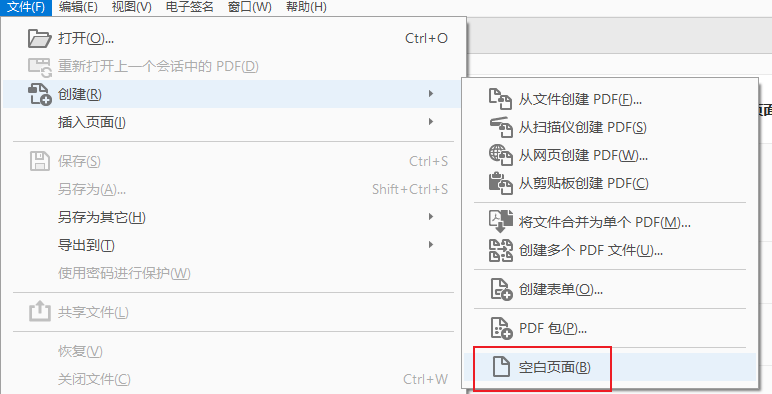 文件(F) 编辑(E) 视图(V) 电子签名 窗口(W) 帮助(H)
打开(O)... Ctrl+O
重新打开上一个会话中的 PDF(D)
创建(R)
插入页面(I)
保存(S) Ctrl+S
另存为(A)... Shift+Ctrl+S
另存为其它(H)
导出到(T)
使用密码进行保护(W)
共享文件(L)
恢复(V)
关闭文件(C) Ctrl+W
从文件创建 PDF(F)...
从扫描仪创建 PDF(S)
从网页创建 PDF(W)...
从剪贴板创建 PDF(C)
将文件合并为单个 PDF(M)...
创建多个 PDF 文件(U)...
创建表单(O)...
PDF 包(P)...
空白页面(B)
页面